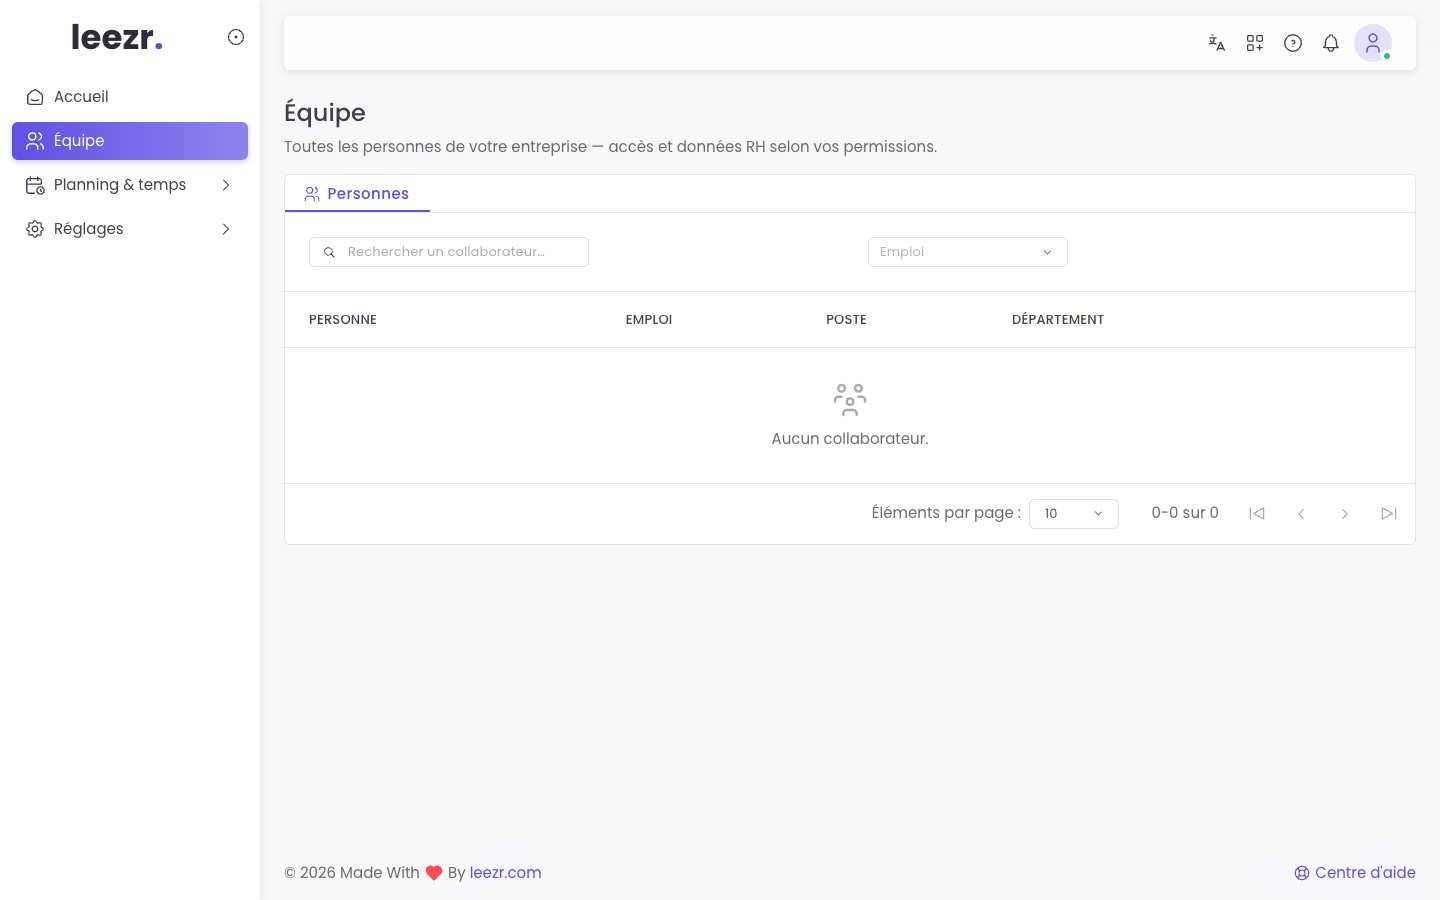 leezr.
Accueil
Équipe
Planning & temps
Réglages
Équipe
Toutes les personnes de votre entreprise — accès et données RH selon vos permissions.
Personnes
Rechercher un collaborateur...
Emploi
PERSONNE EMPLOI POSTE DÉPARTEMENT
Aucun collaborateur.
Éléments par page : 10 0-0 sur 0
© 2026 Made With By leezr.com
Centre d'aide